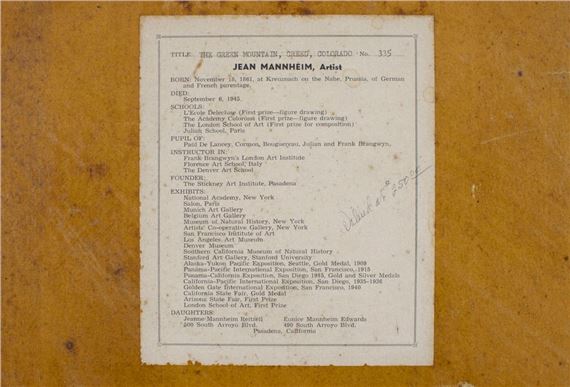 TITLE THE GREEN MOUNTAIN, CREED, COLORADO No. 335
JEAN MANNHEIM, Artist
BORN: November 18, 1861, at Kreuznach on the Nahe, Prussia, of German
and French parentage.
DIED:
September 6, 1945.
SCHOOLS:
L'Ecole Delecluse (First prize—figure drawing)
The Academy Colorossi (First prize—figure drawing)
The London School of Art (First prize for composition)
Julian School, Paris
PUPIL OF:
Paul De Lancey, Cormon, Bouguereau, Julian and Frank Brangwyn.
INSTRUCTOR IN:
Frank Brangwyn's London Art Institute
Florence Art School, Italy
The Denver Art School
FOUNDER:
The Stickney Art Institute, Pasadena
EXHIBITS:
National Academy, New York
Salon, Paris
Munich Art Gallery
Belgium Art Gallery
Museum of Natural History, New York
Artists' Co-operative Gallery, New York
San Francisco Institute of Art
Los Angeles Art Museum
Denver Museum
Southern California Museum of Natural History
Stanford Art Gallery, Stanford University
Alaska-Yukon Pacific Exposition, Seattle, Gold Medal, 1909
Panama-Pacific International Exposition, San Francisco, 1915
Panama-California Exposition, San Diego 1915, Gold and Silver Medals
California-Pacific International Exposition, San Diego, 1935-1936
Golden Gate International Exposition, San Francisco, 1940
California State Fair, Gold Medal
Arizona State Fair, First Prize
London School of Art, First Prize
DAUGHTERS:
Jeanne Mannheim Eunice Mannheim Edwards
500 South Arroyo Blvd. 490 South Arroyo Blvd.
Pasadena, California